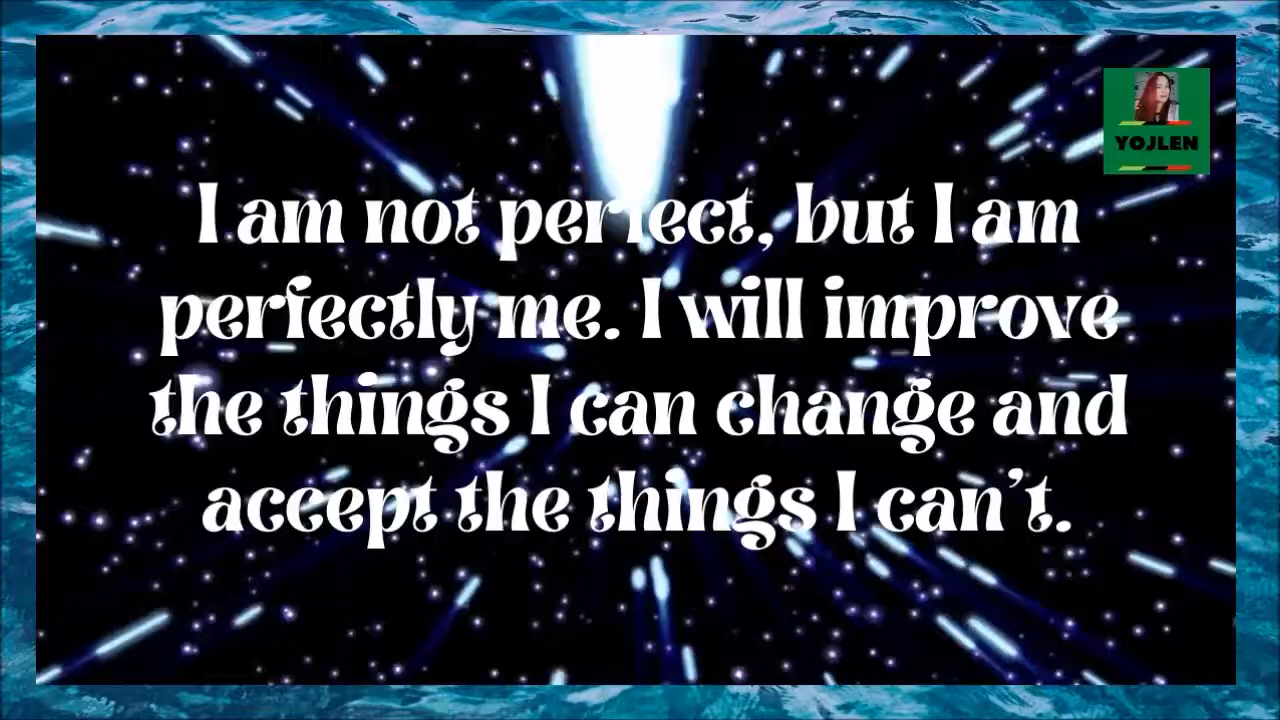 YOJLEN
I am not perfect, but I am
perfectly me. I will improve
the things I can change and
accept the things I can't.